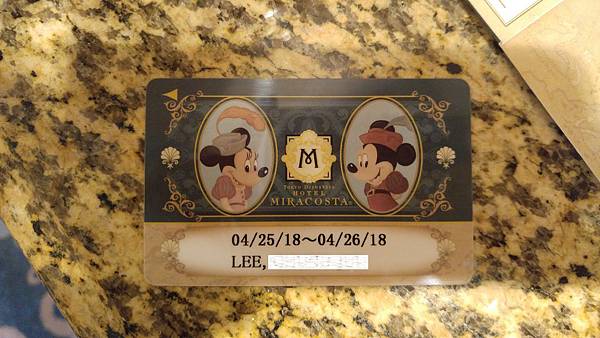 M
TOKYO DISNEYSEA
HOTEL
MIRACOSTA®
04/25/18～04/26/18
LEE,